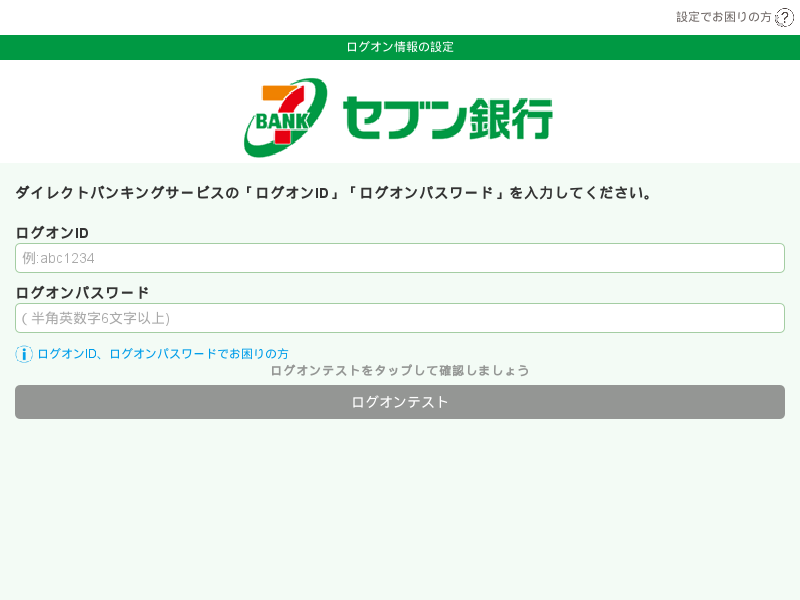 設定でお困りの方 ?
ログオン情報の設定
7 BANK セブン銀行
ダイレクトバンキングサービスの「ログオンID」「ログオンパスワード」を入力してください。
ログオンID
例:abc1234
ログオンパスワード
(半角英数字6文字以上)
ログオンID、ログオンパスワードでお困りの方
ログオンテストをタップして確認しましょう
ログオンテスト